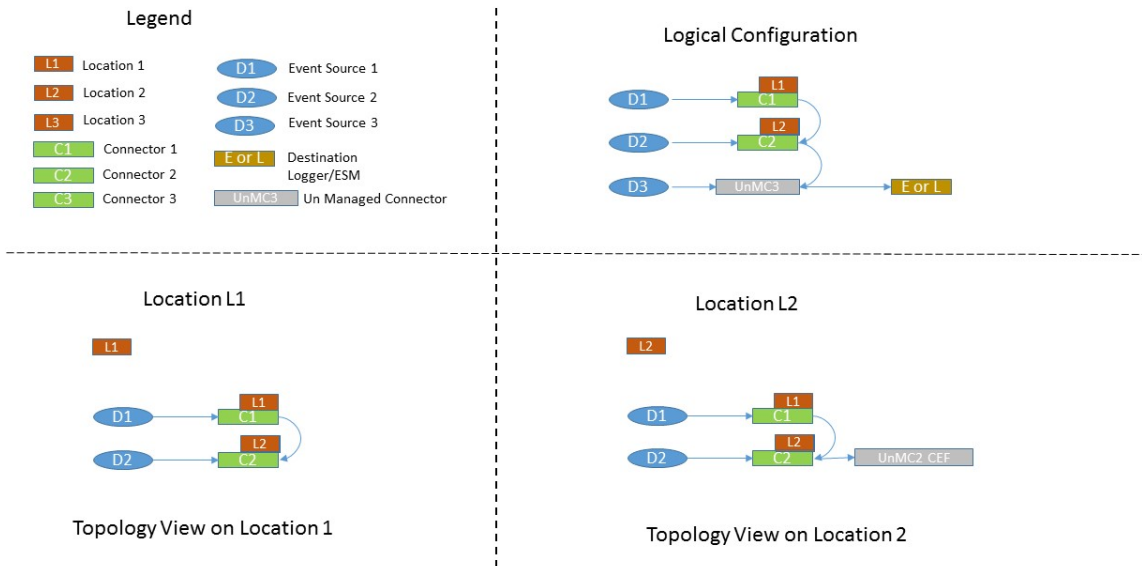 Legend
L1 Location 1
L2 Location 2
L3 Location 3
C1 Connector 1
C2 Connector 2
C3 Connector 3
D1 Event Source 1
D2 Event Source 2
D3 Event Source 3
E or L Destination
Logger/ESM
UnMC3 Un Managed Connector
Logical Configuration
L1
D1 C1
L2
D2 C2
D3 UnMC3 E or L
Location L1
L1
L1
D1 C1
L2
D2 C2
Topology View on Location 1
Location L2
L2
L1
D1 C1
L2
D2 C2 UnMC2 CEF
Topology View on Location 2